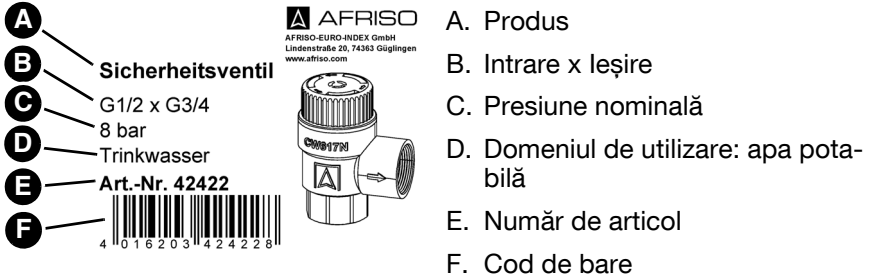 A
B
C
D
E
F
Sicherheitsventil
G1/2 x G3/4
8 bar
Trinkwasser
Art.-Nr. 42422
4 016203 424228
AFRISO
AFRISO-EURO-INDEX GmbH
Lindenstraße 20, 74363 Güglingen
www.afriso.com
CW617N
A. Produs
B. Intrare x Ieșire
C. Presiune nominală
D. Domeniul de utilizare: apa pota-
bilă
E. Număr de articol
F. Cod de bare